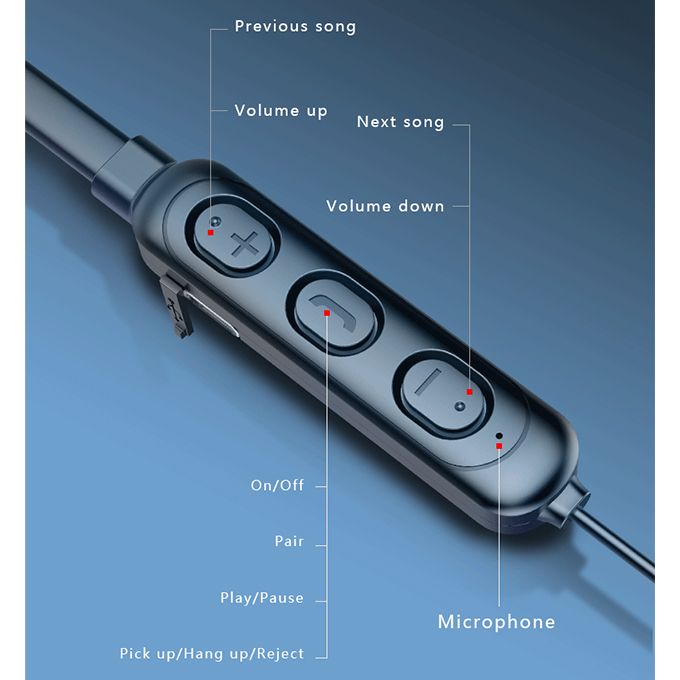 Previous song
Volume up
Next song
Volume down
On/Off
Pair
Play/Pause
Pick up/Hang up/Reject
Microphone